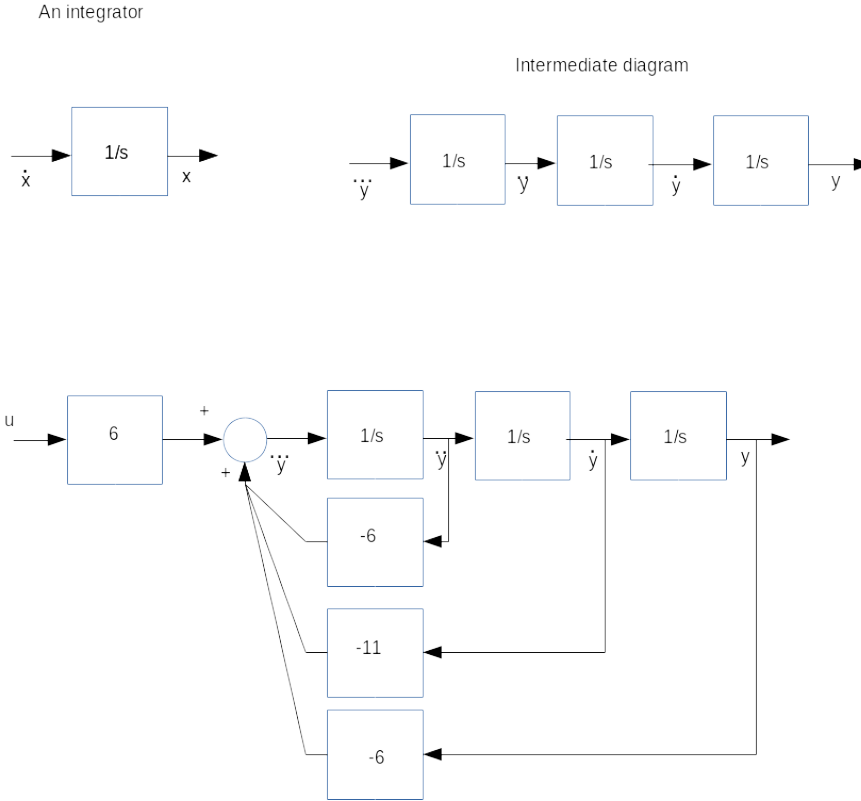 An integrator
Intermediate diagram
1/s
ẋ
x
1/s
1/s
1/s
y⃛
ÿ
ẏ
y
u
6
+
+
y⃛
1/s
ÿ
1/s
ẏ
1/s
y
-6
-11
-6